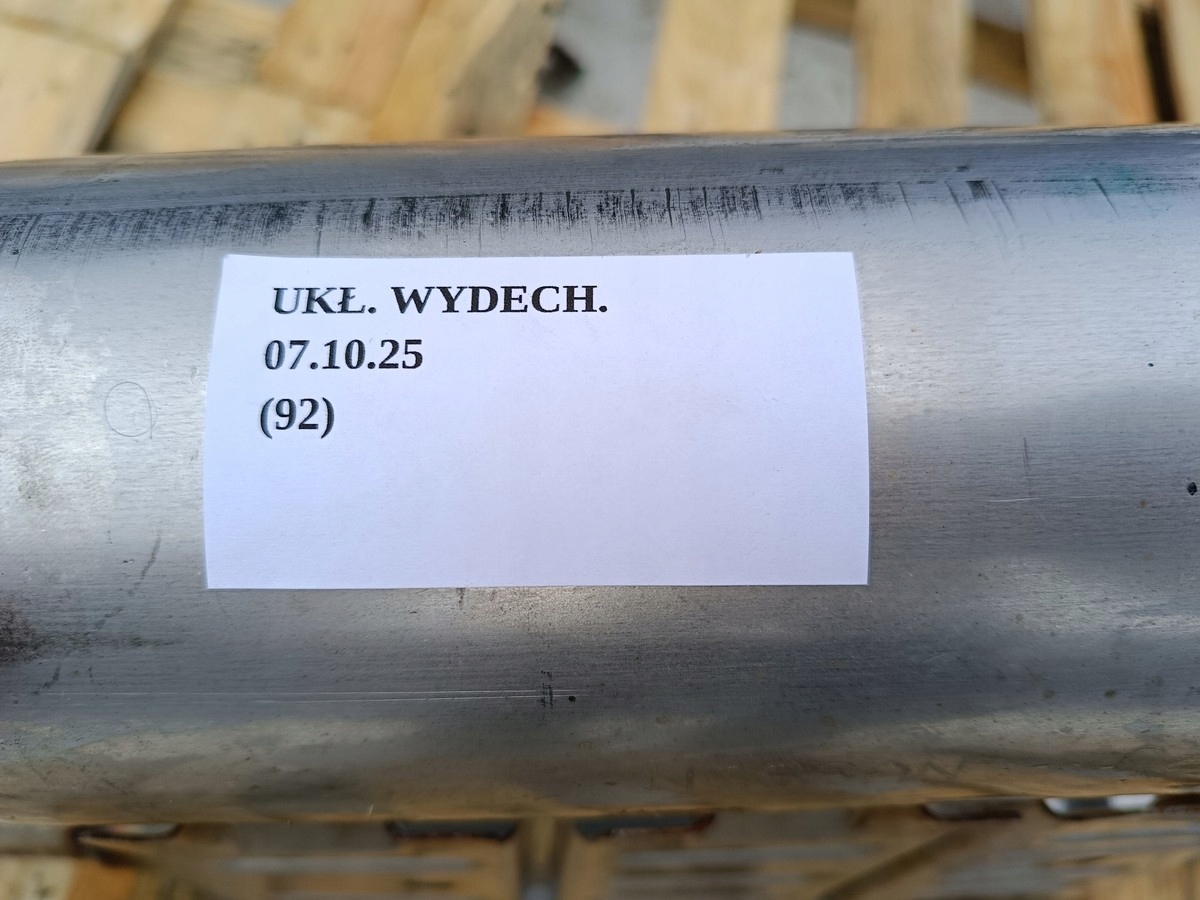 UKŁ. WYDECH.
07.10.25
(92)